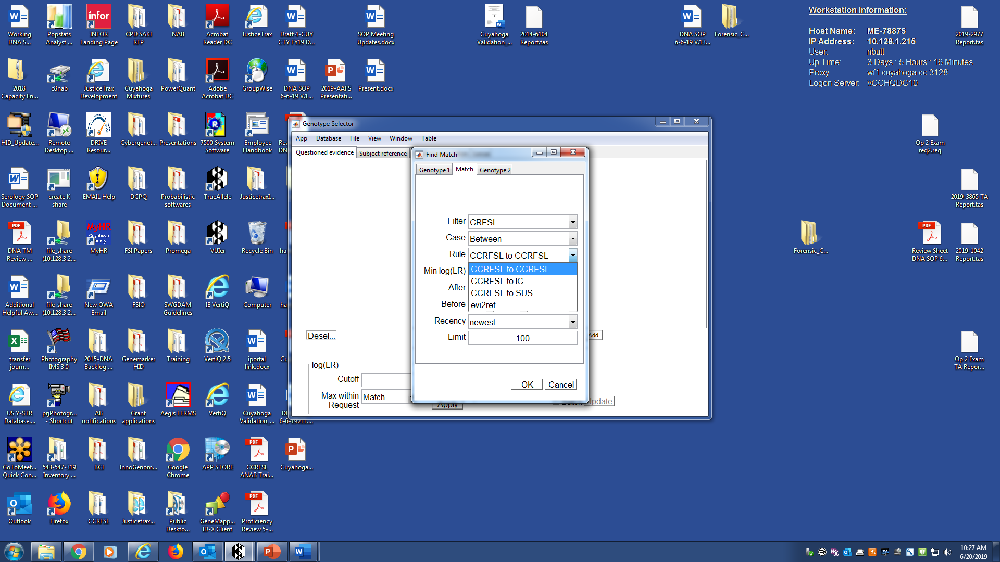 Working
DNA S...
Popstats
Analyst ...
INFOR
Landing Page
CPD SAKI
RFP
NAB
Acrobat
Reader DC
JusticeTrax
Draft 4-CUY
CTY FY19 D...
SOP Meeting
Updates.docx
Cuyahoga
Validation_...
2014-6104
Report.tas
DNA SOP
6-6-19 V.13...
Forensic_C...
2019-2977
Report.tas
Workstation Information:
Host Name: ME-78875
IP Address: 10.128.1.215
User: nbutt
Up Time: 3 Days : 5 Hours : 16 Minutes
Proxy: wf1.cuyahoga.cc:3128
Logon Server: \\CCHQDC10
2018
Capacity En...
c8nab
JusticeTrax
Development
Cuyahoga
Mixtures
PowerQuant
Adobe
Acrobat DC
GroupWise
DNA SOP
6-6-19 V.1...
2019-AAFS
Presentati...
Present.docx
HID_Update...
Remote
Desktop ...
DRIVE
Resour...
Cybergenet...
Presentations
7500 System
Software
Employee
Handbook
Op 2 Exam
req2.req
Serology SOP
Document ...
create K
share
EMAIL Help
DCPQ
Probabilistic
softwares
TrueAllele
JusticetraxI...
2019-3865 TA
Report.tas
DNA TM
Review ...
file_share
(10.128.3.2...
MyHR
Cuyahoga
County
MyHR
FSI Papers
Promega
VUIer
Recycle Bin
Forensic_C...
Review Sheet
DNA SOP 6...
2019-1042
Report.tas
Additional
Helpful Aw...
file_share
(10.128.3.2...
New OWA
Email
FSIO
SWGDAM
Guidelines
IE VertiQ
Computer
transfer
journ...
Photography
IMS 3.0
2015-DNA
Backlog ...
Genemarker
HID
Training
VertiQ 2.5
iportal
link.docx
Op 2 Exam
TA Repor...
US Y-STR
Database....
prjPhotogr...
- Shortcut
AB
notifications
Grant
applications
Aegis LERMS
VertiQ
Cuyahoga
Validation_...
6-6-19V11....
GoToMeet...
Quick Con...
543-547-319
Inventory ...
BCI
InnoGenom...
Google
Chrome
APP STORE
CCRFSL
ANAB Trai...
Cuyahoga...
Outlook
Firefox
CCRFSL
Justicetrax...
Public
Deskto...
GeneMapp...
ID-X Client
Proficiency
Review 5-...
Genotype Selector
App Database File View Window Table
Questioned evidence Subject reference
Desel...
Add
log(LR)
Cutoff
Max within
Request
Match
Apply
Update
Find Match
Genotype 1 Match Genotype 2
Filter CRFSL
Case Between
Rule CCRFSL to CCRFSL
Min log(LR)
CCRFSL to CCRFSL
CCRFSL to IC
After
CCRFSL to SUS
Before
evi2ref
Recency newest
Limit 100
OK Cancel
10:27 AM
6/20/2019